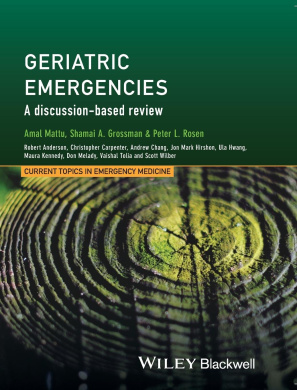 GERIATRIC
EMERGENCIES
A discussion-based review
Amal Mattu, Shamai A. Grossman & Peter L. Rosen
Robert Anderson, Christopher Carpenter, Andrew Chang, Jon Mark Hirshon, Ula Hwang,
Maura Kennedy, Don Melady, Vaishal Tolia and Scott Wilber
CURRENT TOPICS IN EMERGENCY MEDICINE
WILEY Blackwell